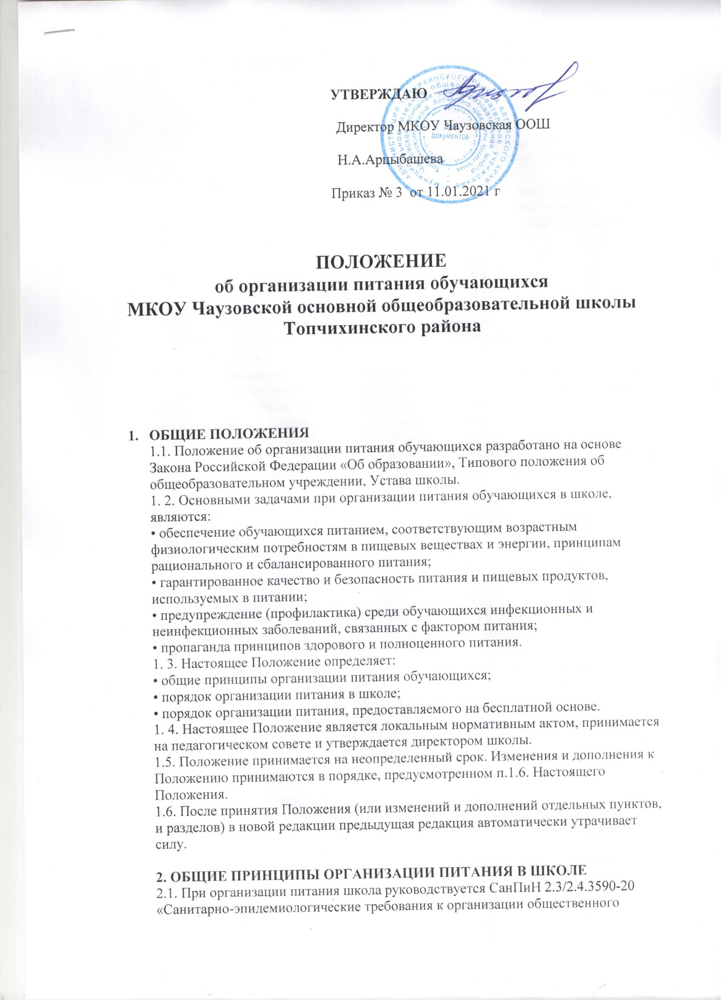 УТВЕРЖДАЮ
Директор МКОУ Чаузовская ООШ
для
документов
Н.А.Арцыбашева
Приказ № 3 от 11.01.2021 г
ПОЛОЖЕНИЕ
об организации питания обучающихся
МКОУ Чаузовской основной общеобразовательной школы
Топчихинского района
1. ОБЩИЕ ПОЛОЖЕНИЯ
1.1. Положение об организации питания обучающихся разработано на основе
Закона Российской Федерации «Об образовании», Типового положения об
общеобразовательном учреждении, Устава школы.
1. 2. Основными задачами при организации питания обучающихся в школе,
являются:
• обеспечение обучающихся питанием, соответствующим возрастным
физиологическим потребностям в пищевых веществах и энергии, принципам
рационального и сбалансированного питания;
• гарантированное качество и безопасность питания и пищевых продуктов,
используемых в питании;
• предупреждение (профилактика) среди обучающихся инфекционных и
неинфекционных заболеваний, связанных с фактором питания;
• пропаганда принципов здорового и полноценного питания.
1. 3. Настоящее Положение определяет:
• общие принципы организации питания обучающихся;
• порядок организации питания в школе;
• порядок организации питания, предоставляемого на бесплатной основе.
1. 4. Настоящее Положение является локальным нормативным актом, принимается
на педагогическом совете и утверждается директором школы.
1.5. Положение принимается на неопределенный срок. Изменения и дополнения к
Положению принимаются в порядке, предусмотренном п.1.6. Настоящего
Положения.
1.6. После принятия Положения (или изменений и дополнений отдельных пунктов,
и разделов) в новой редакции предыдущая редакция автоматически утрачивает
силу.
2. ОБЩИЕ ПРИНЦИПЫ ОРГАНИЗАЦИИ ПИТАНИЯ В ШКОЛЕ
2.1. При организации питания школа руководствуется СанПиН 2.3/2.4.3590-20
«Санитарно-эпидемиологические требования к организации общественного